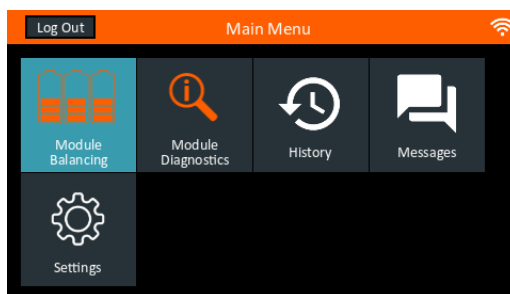 Log Out
Main Menu
Module
Balancing
Module
Diagnostics
History
Messages
Settings